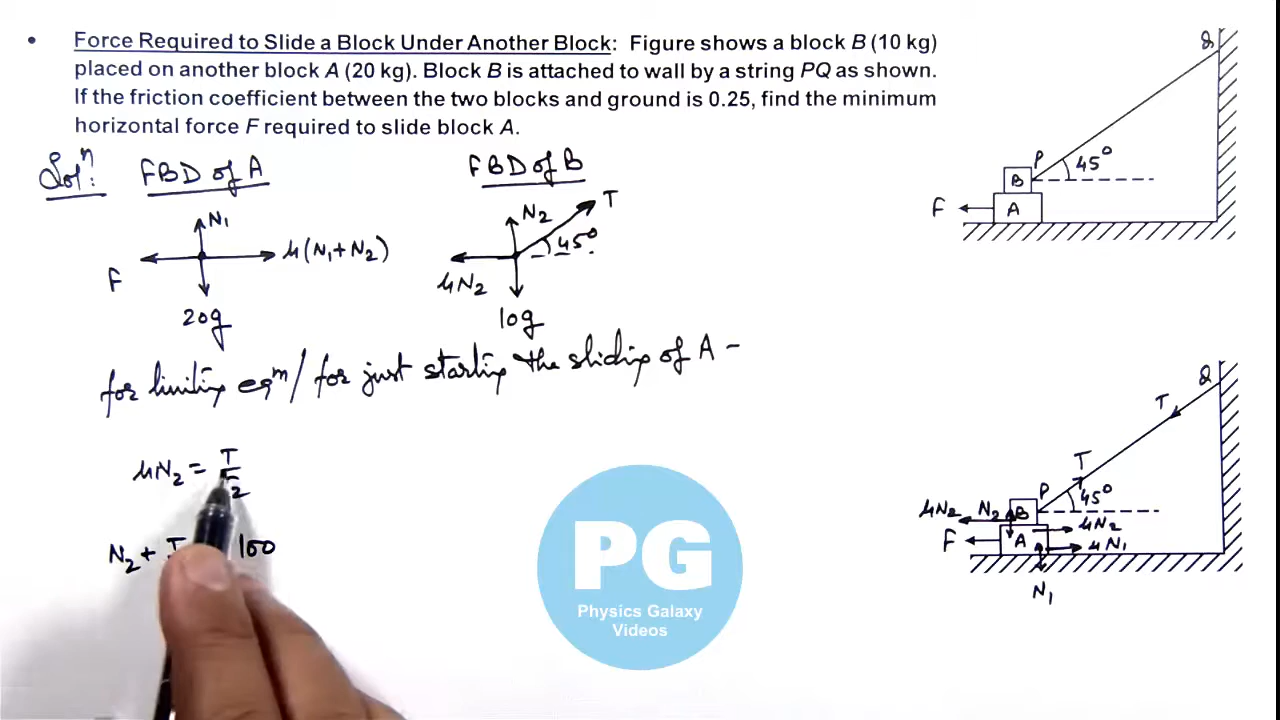 • Force Required to Slide a Block Under Another Block: Figure shows a block B (10 kg)
placed on another block A (20 kg). Block B is attached to wall by a string PQ as shown.
If the friction coefficient between the two blocks and ground is 0.25, find the minimum
horizontal force F required to slide block A.
Solⁿ: FBD of A FBD of B
N₁ N₂ T
μ(N₁+N₂) 45°
F μN₂
20g 10g
for limiting eqᵐ / for just starting the sliding of A –
μN₂ = T/√2
N₂ + T 100
Q
P 45°
B
F A
Q
T
T
P 45°
μN₂ N₂ B μN₂
F A μN₁
N₁
PG
Physics Galaxy
Videos